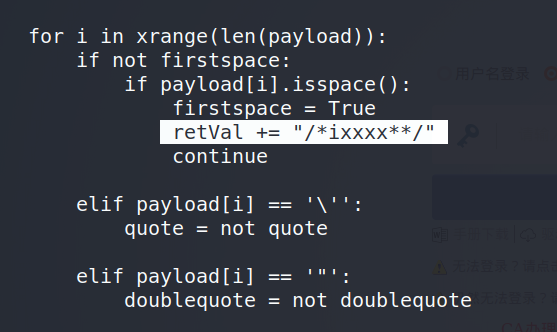 for i in xrange(len(payload)):
    if not firstspace:
        if payload[i].isspace():
            firstspace = True
            retVal += "/*ixxxx**/"
            continue

    elif payload[i] == '\'':
        quote = not quote

    elif payload[i] == '"':
        doublequote = not doublequote
用户名登录